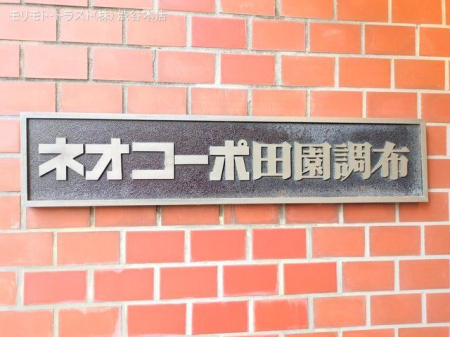 モリモト・トラスト(株) 渋谷本店
ネオコーポ田園調布